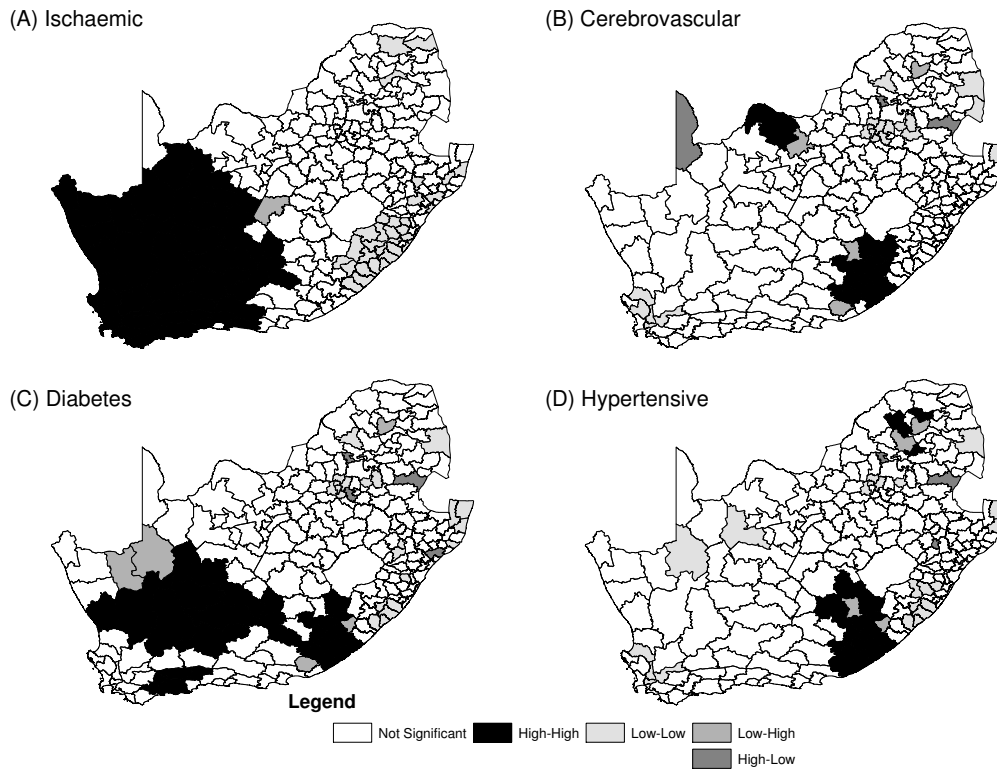 (A) Ischaemic
(B) Cerebrovascular
(C) Diabetes
(D) Hypertensive
Legend
Not Significant High-High Low-Low Low-High
High-Low